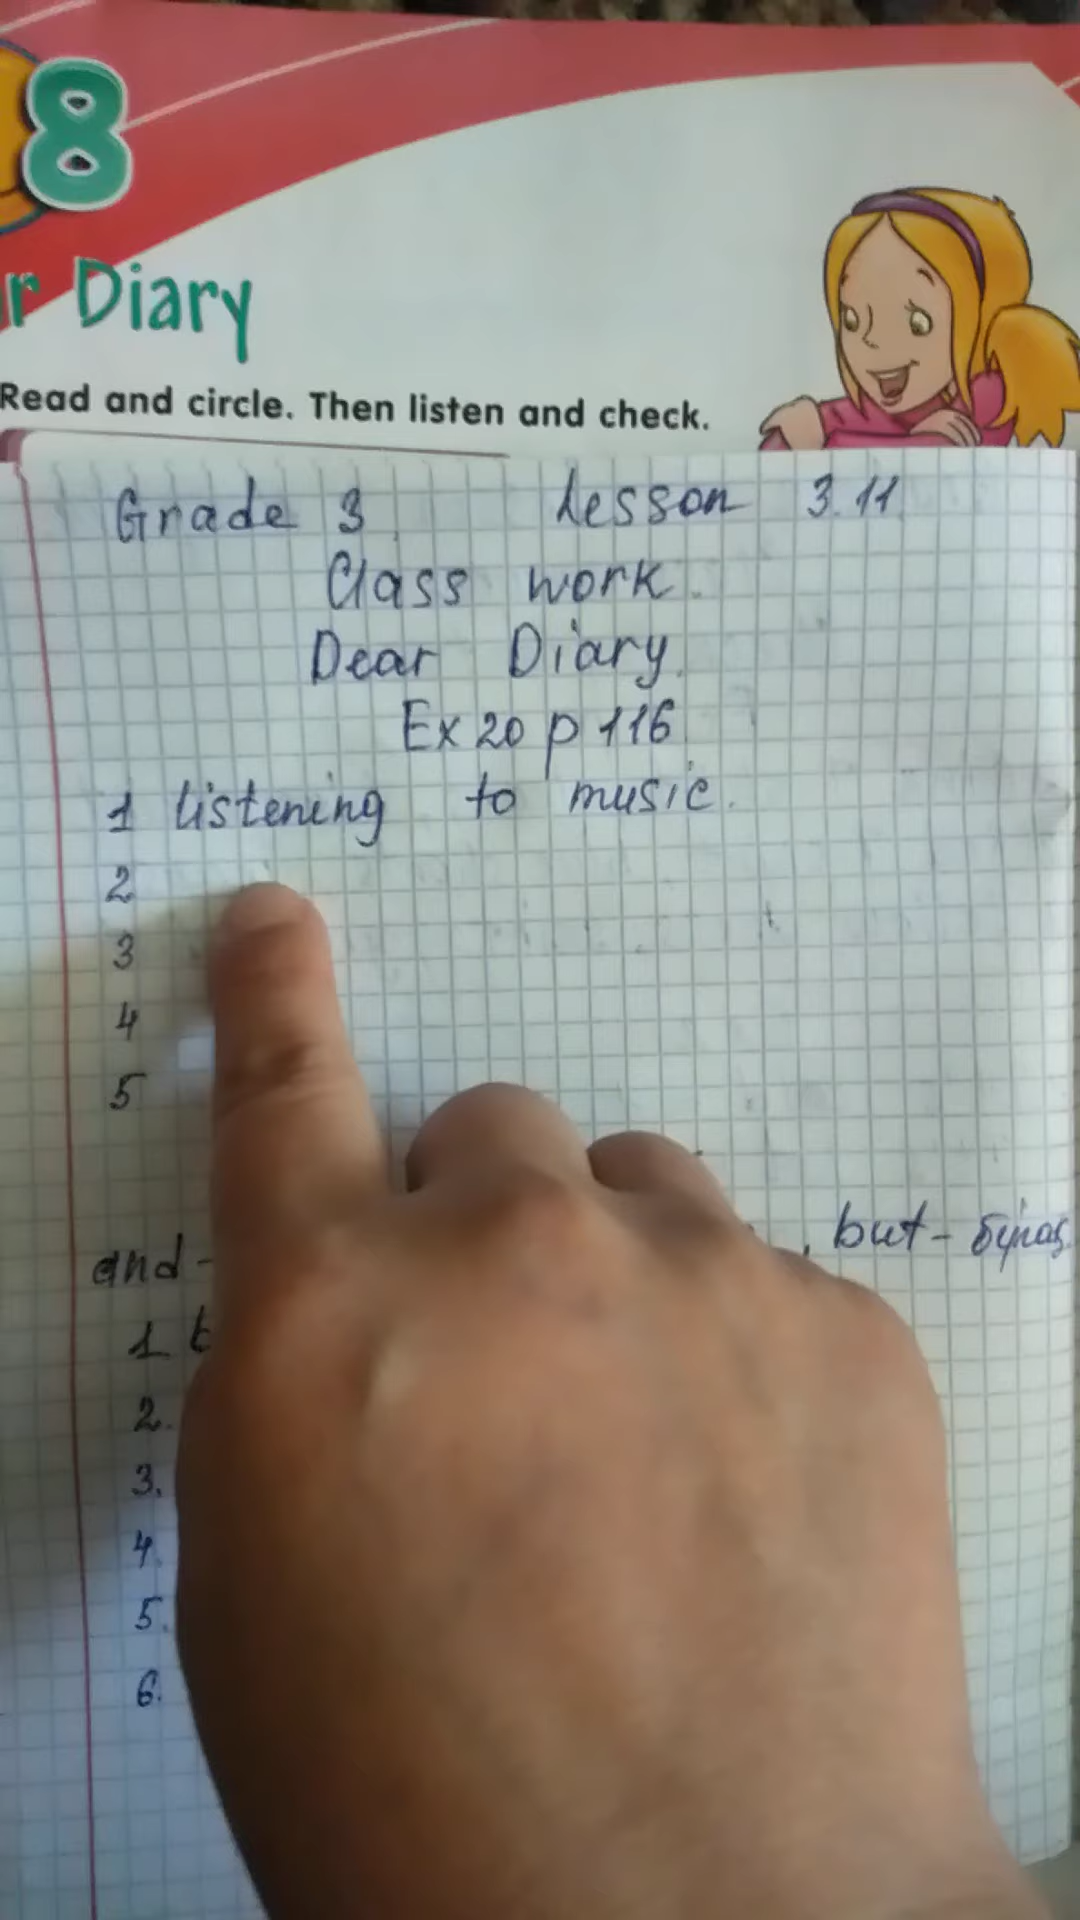 8
r Diary
Read and circle. Then listen and check.
Grade 3 Lesson 3.11
Class work.
Dear Diary.
Ex 20 p 116
1 listening to music.
2
3
4
5
and - , but - бірақ
1 t
2.
3.
4.
5.
6.